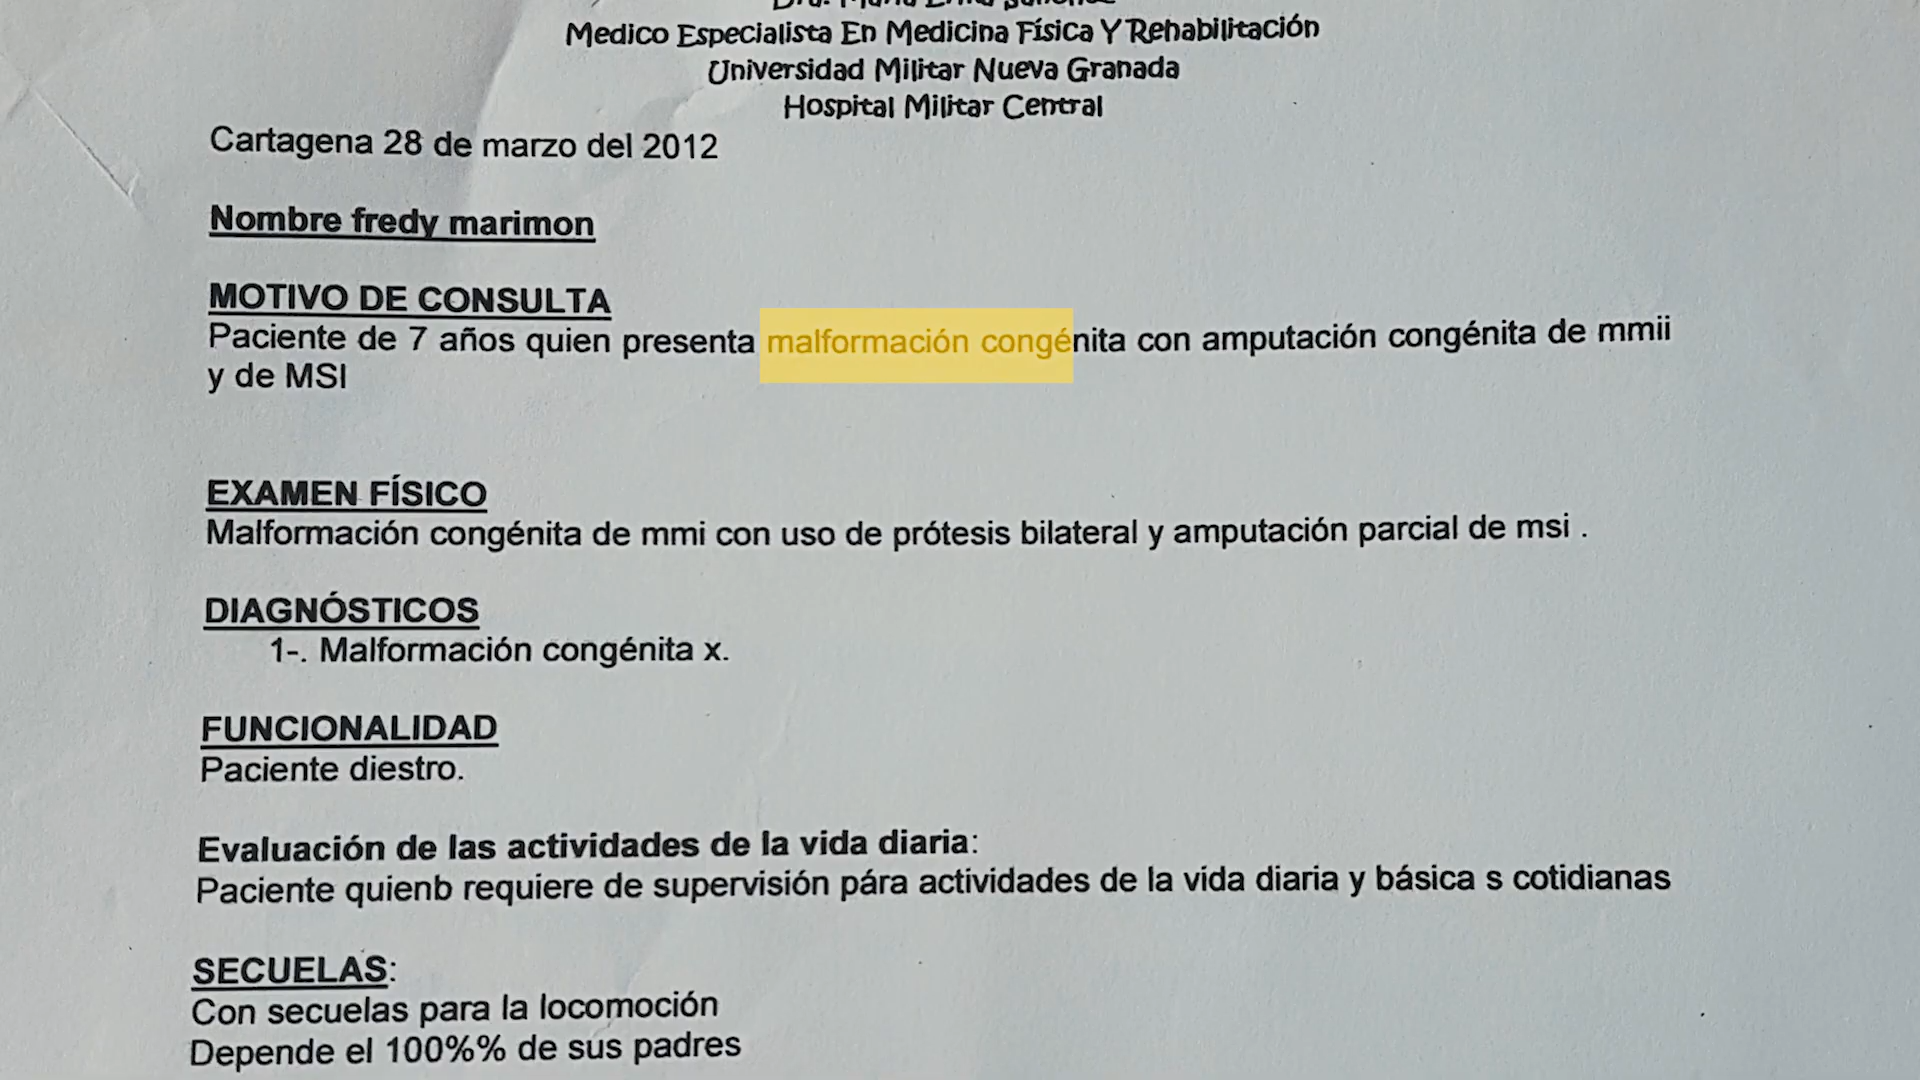 Medico Especialista En Medicina Física Y Rehabilitación
Universidad Militar Nueva Granada
Hospital Militar Central
Cartagena 28 de marzo del 2012
Nombre fredy marimon
MOTIVO DE CONSULTA
Paciente de 7 años quien presenta malformación congénita con amputación congénita de mmii
y de MSI
EXAMEN FÍSICO
Malformación congénita de mmi con uso de prótesis bilateral y amputación parcial de msi .
DIAGNÓSTICOS
1-. Malformación congénita x.
FUNCIONALIDAD
Paciente diestro.
Evaluación de las actividades de la vida diaria:
Paciente quienb requiere de supervisión pára actividades de la vida diaria y básica s cotidianas
SECUELAS:
Con secuelas para la locomoción
Depende el 100%% de sus padres